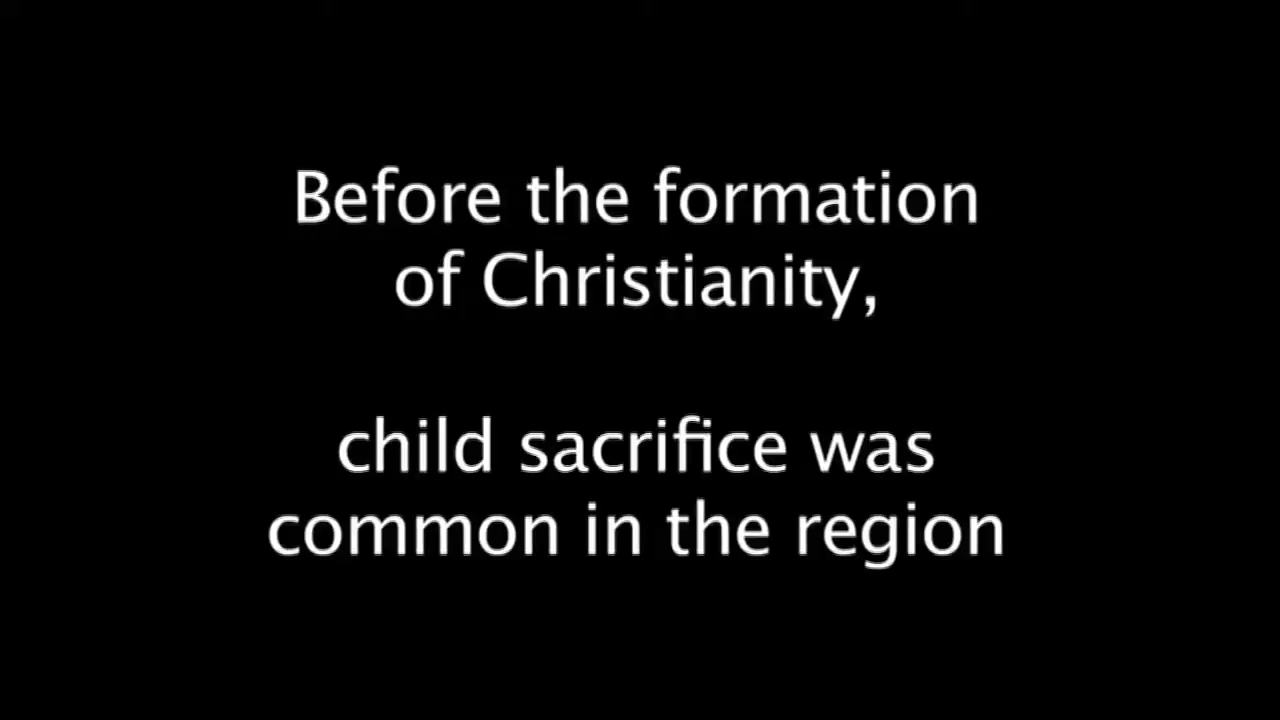 Before the formation
of Christianity,
child sacrifice was
common in the region